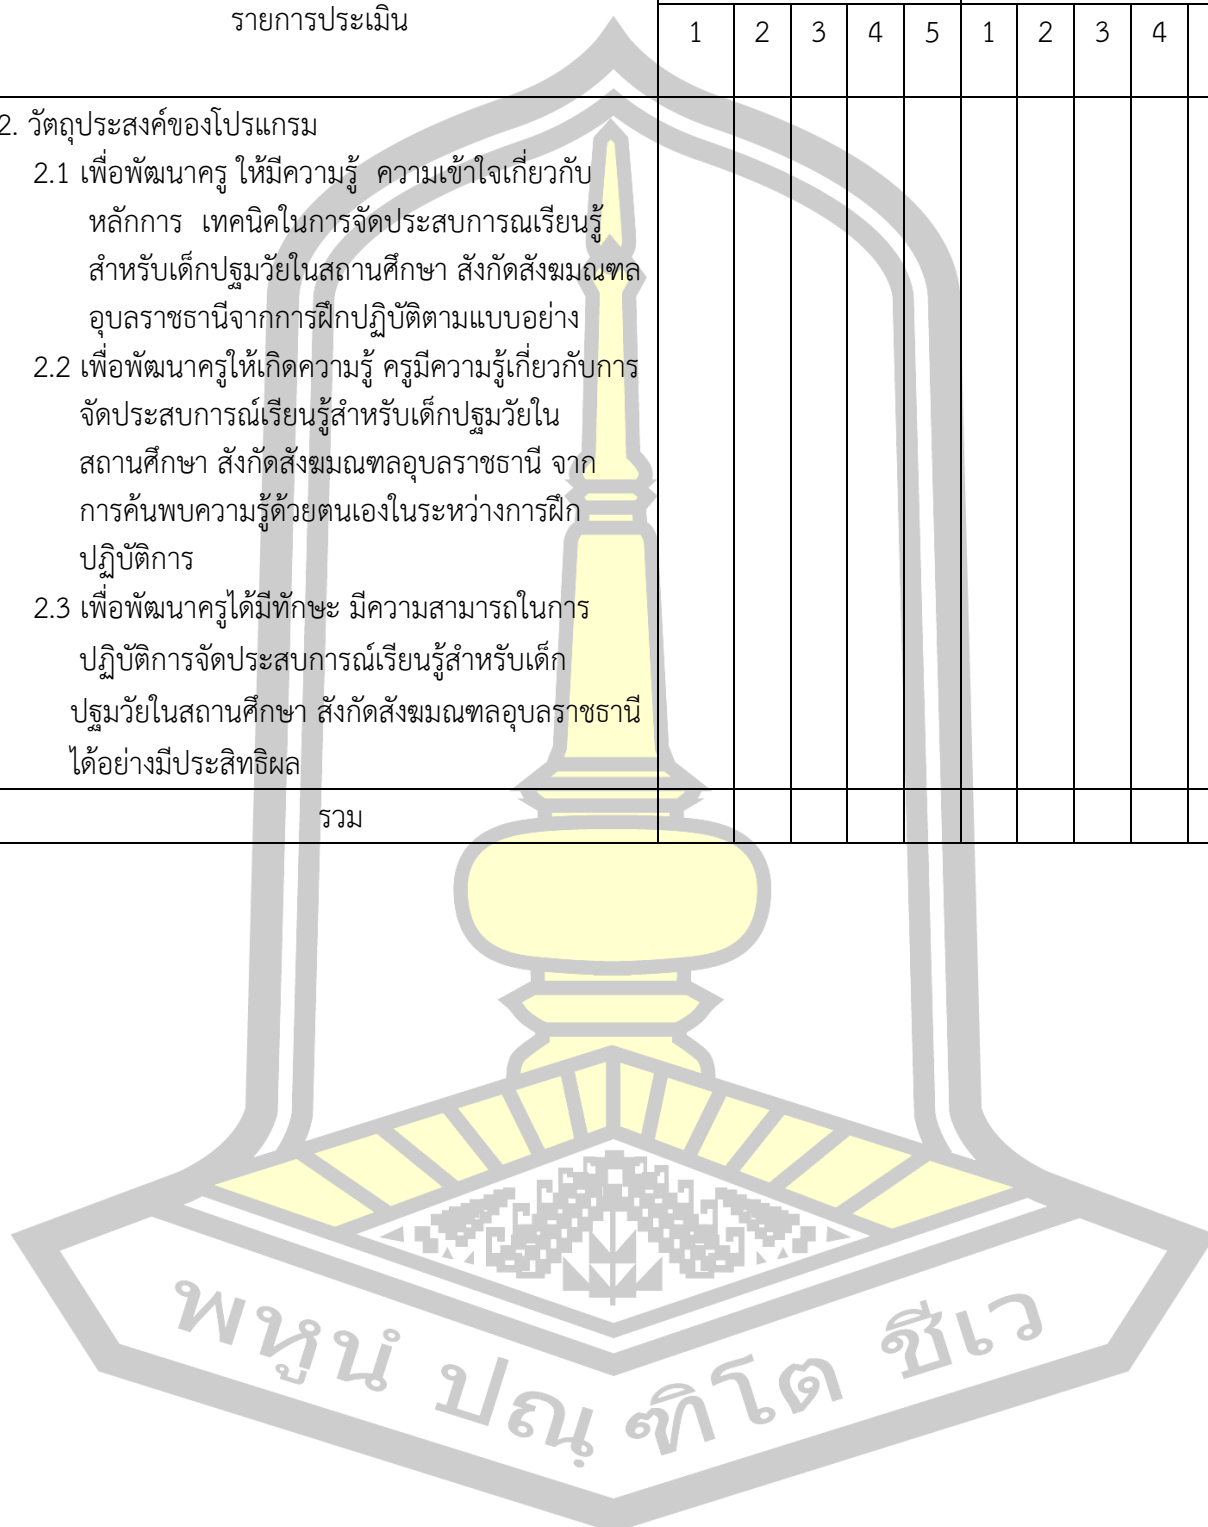 รายการประเมิน
1 2 3 4 5 1 2 3 4
2. วัตถุประสงค์ของโปรแกรม
2.1 เพื่อพัฒนาครู ให้มีความรู้ ความเข้าใจเกี่ยวกับ
หลักการ เทคนิคในการจัดประสบการณเรียนรู้
สำหรับเด็กปฐมวัยในสถานศึกษา สังกัดสังฆมณฑล
อุบลราชธานีจากการฝึกปฏิบัติตามแบบอย่าง
2.2 เพื่อพัฒนาครูให้เกิดความรู้ ครูมีความรู้เกี่ยวกับการ
จัดประสบการณ์เรียนรู้สำหรับเด็กปฐมวัยใน
สถานศึกษา สังกัดสังฆมณฑลอุบลราชธานี จาก
การค้นพบความรู้ด้วยตนเองในระหว่างการฝึก
ปฏิบัติการ
2.3 เพื่อพัฒนาครูได้มีทักษะ มีความสามารถในการ
ปฏิบัติการจัดประสบการณ์เรียนรู้สำหรับเด็ก
ปฐมวัยในสถานศึกษา สังกัดสังฆมณฑลอุบลราชธานี
ได้อย่างมีประสิทธิผล
รวม
พหูนํ ปณฺฑิโต ชีเว